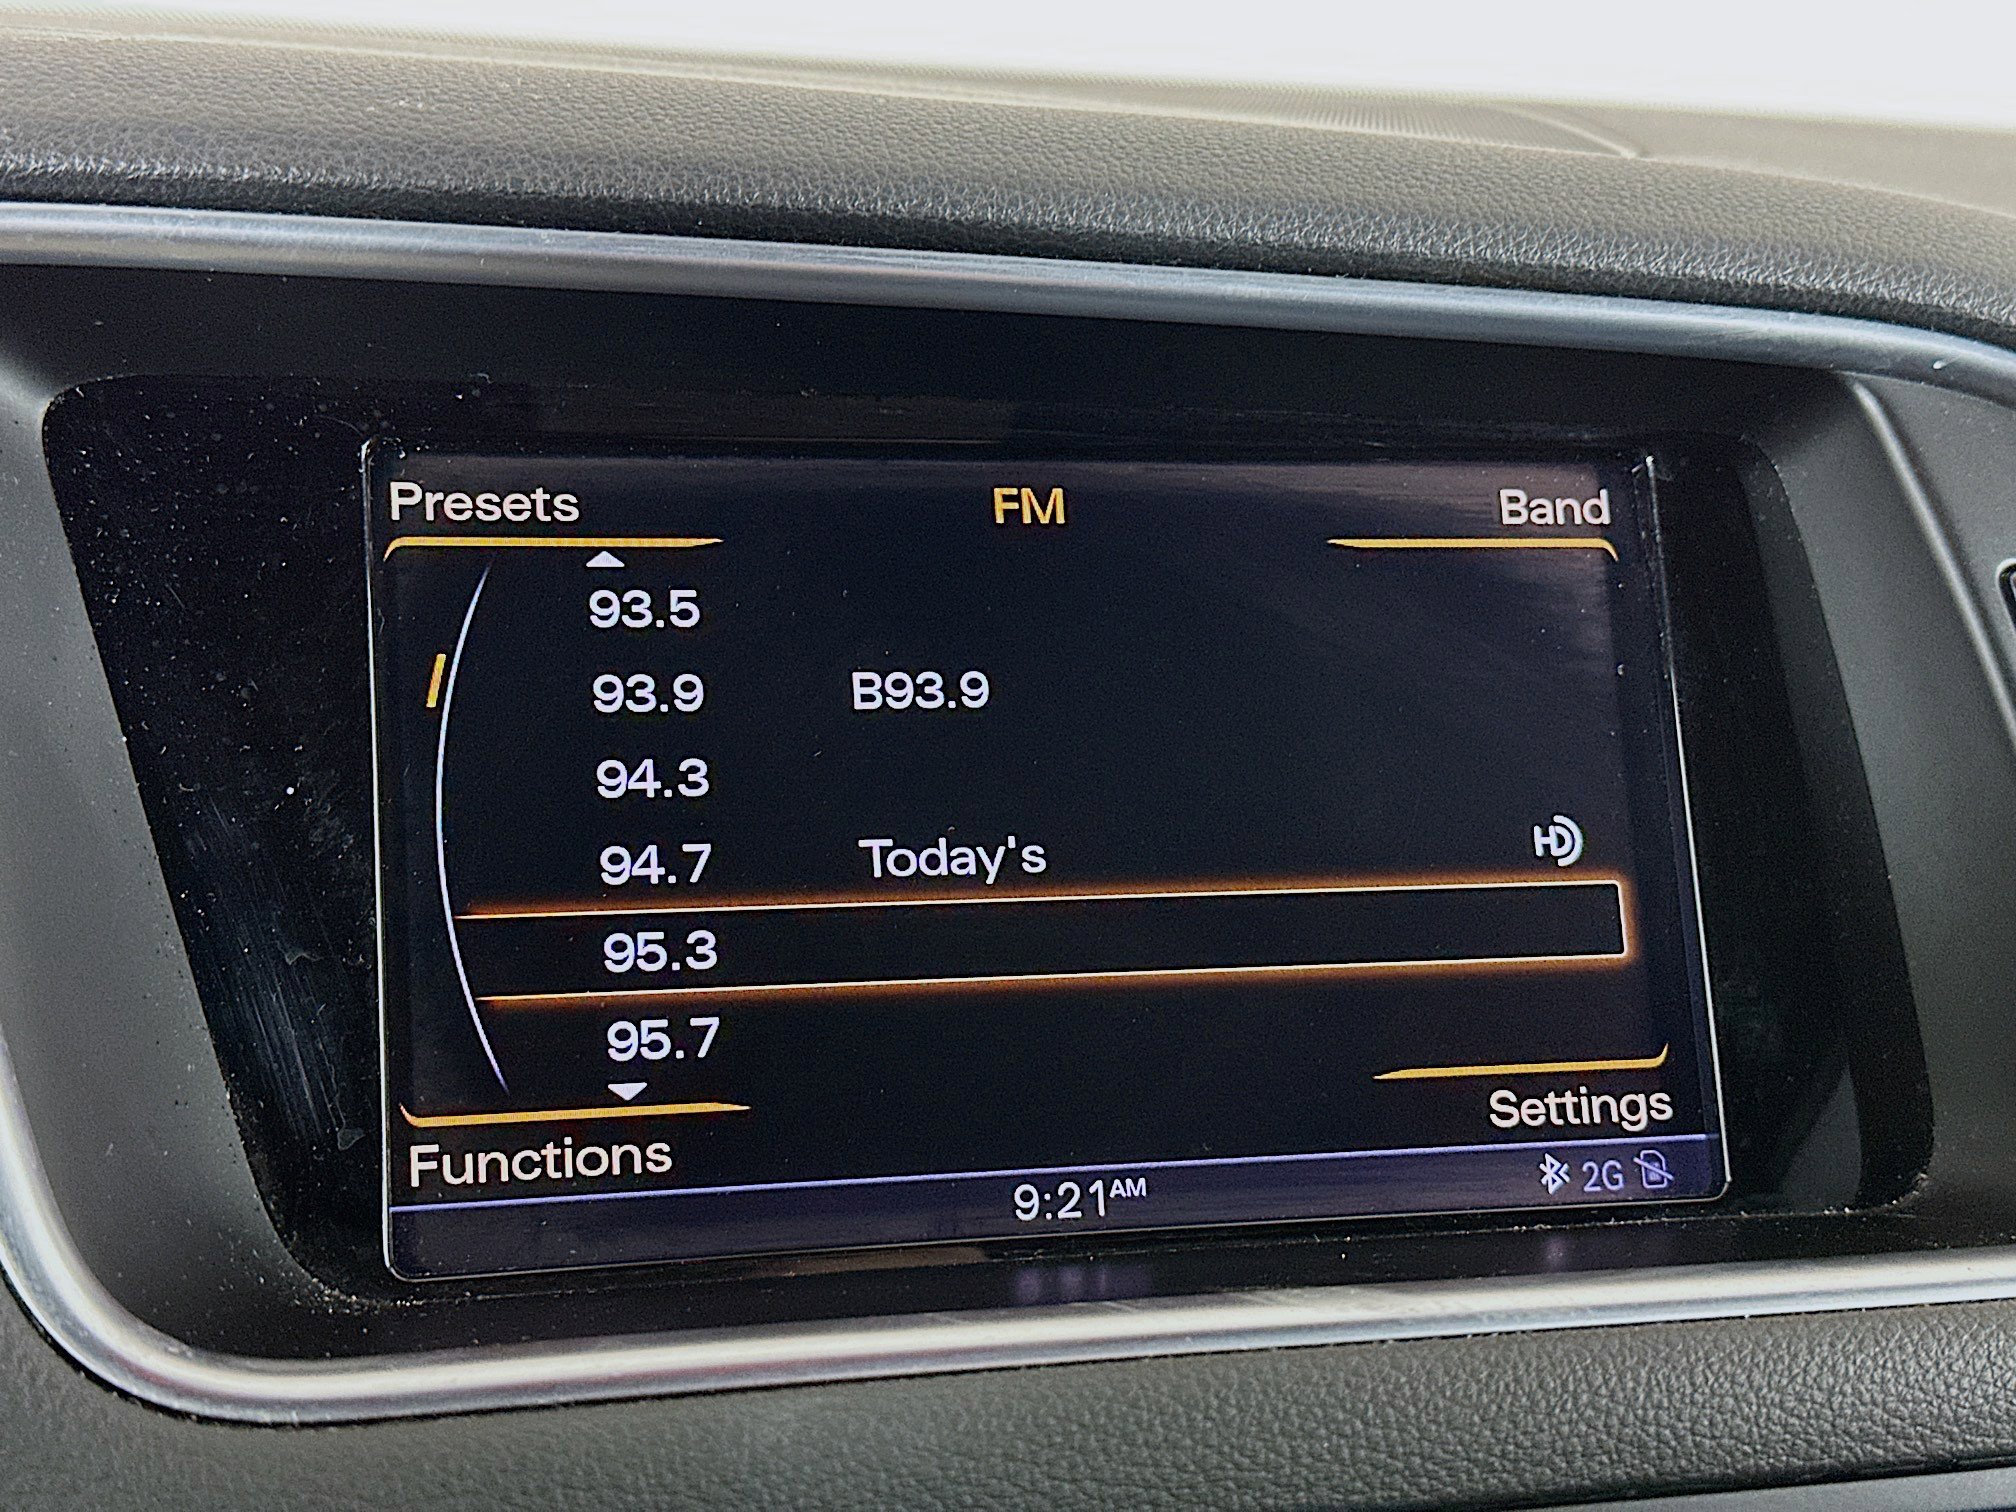 Presets FM Band
93.5
93.9 B93.9
94.3
94.7 Today's HD
95.3
95.7
Settings
Functions
9:21AM 2G